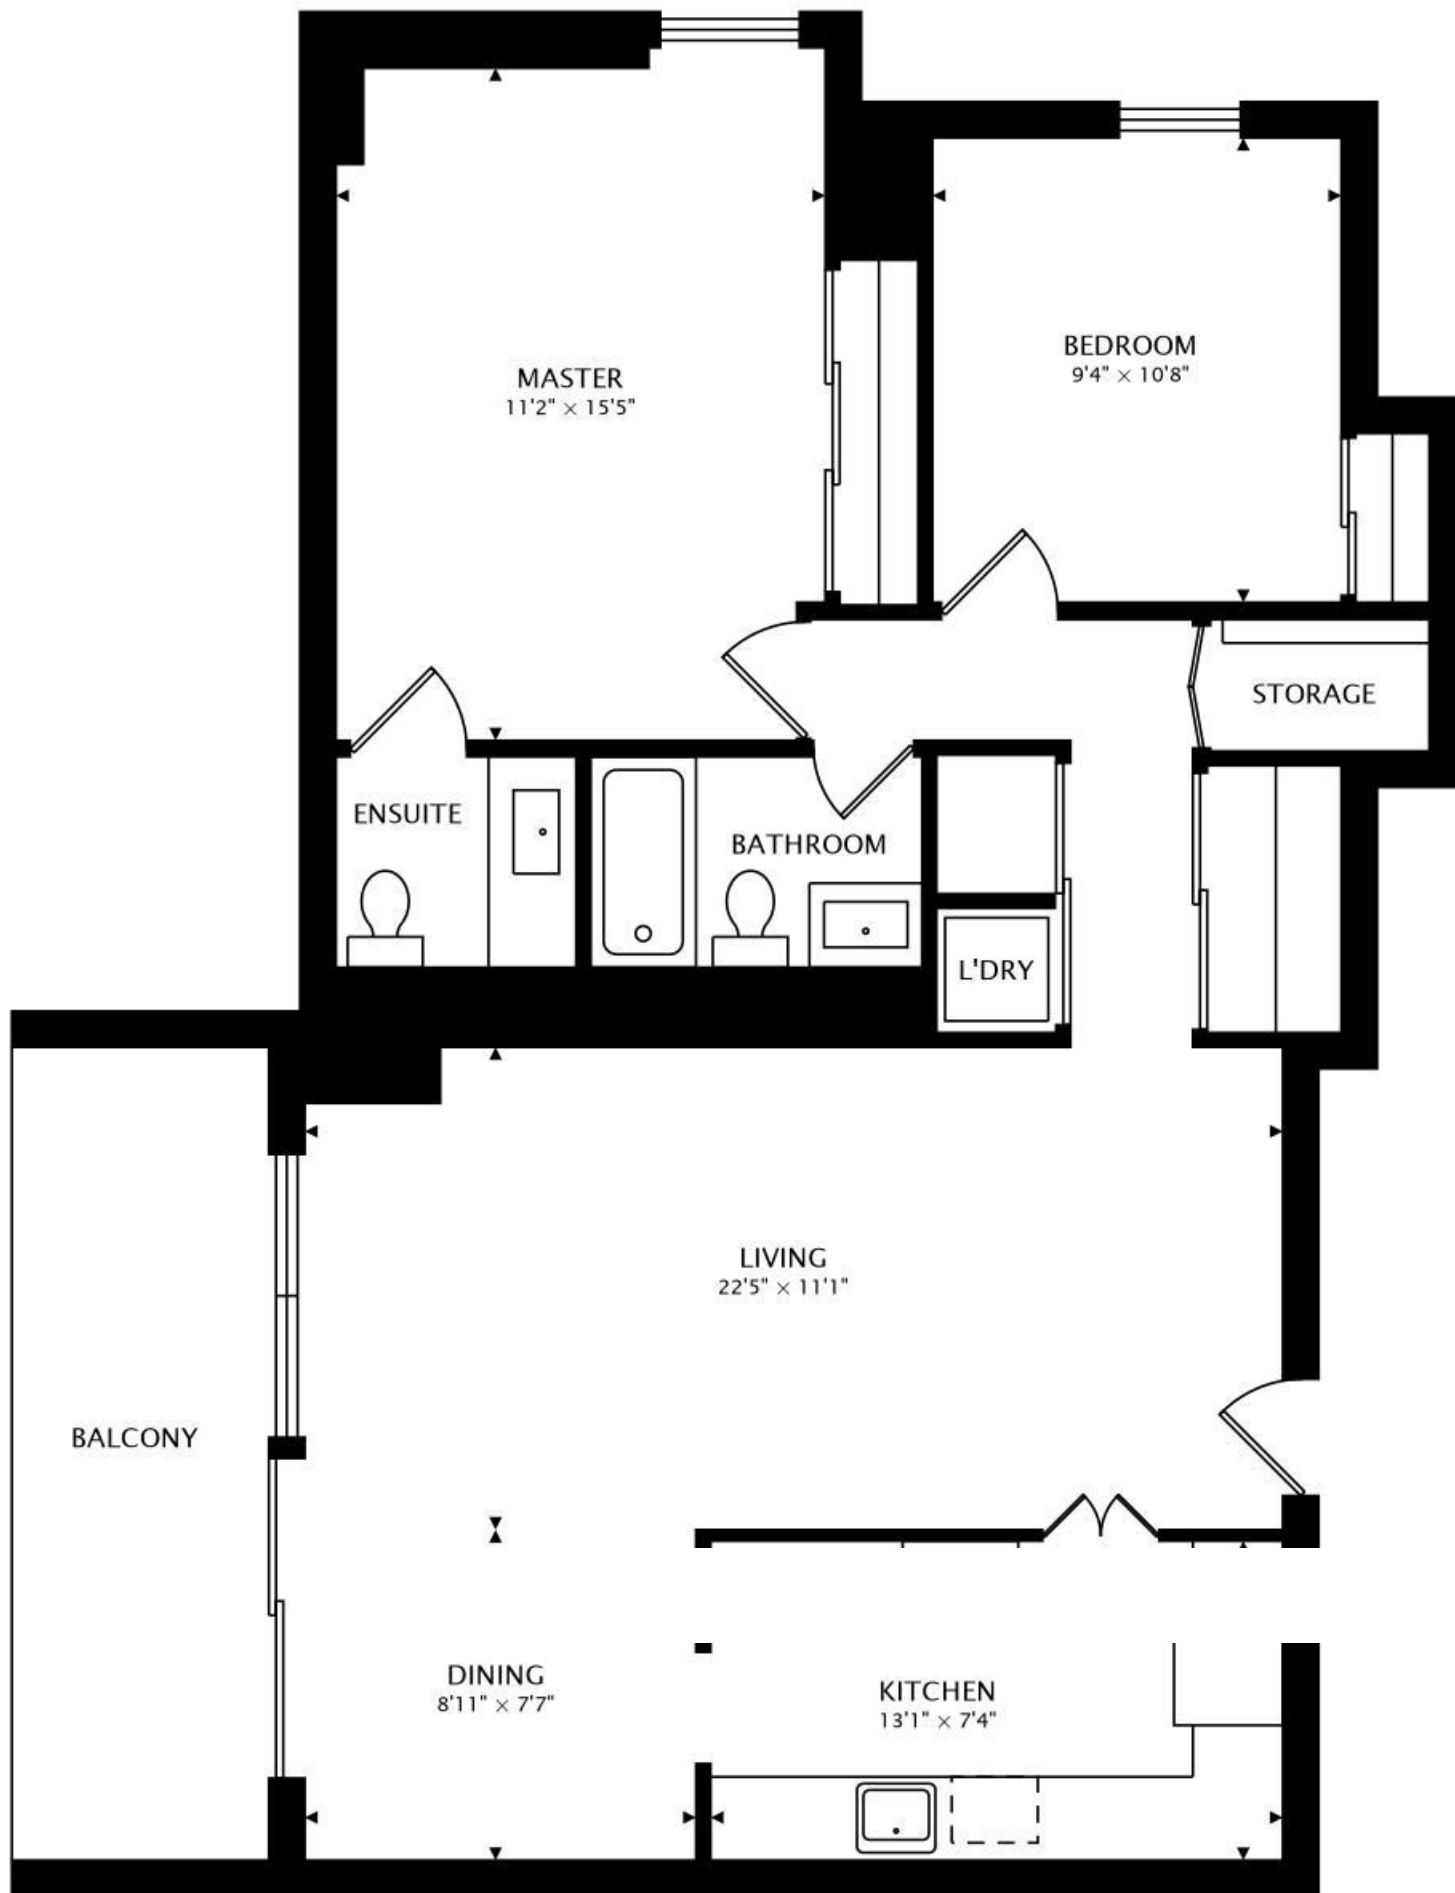 MASTER
11'2" × 15'5"
BEDROOM
9'4" × 10'8"
STORAGE
ENSUITE
BATHROOM
L'DRY
LIVING
22'5" × 11'1"
BALCONY
DINING
8'11" × 7'7"
KITCHEN
13'1" × 7'4"